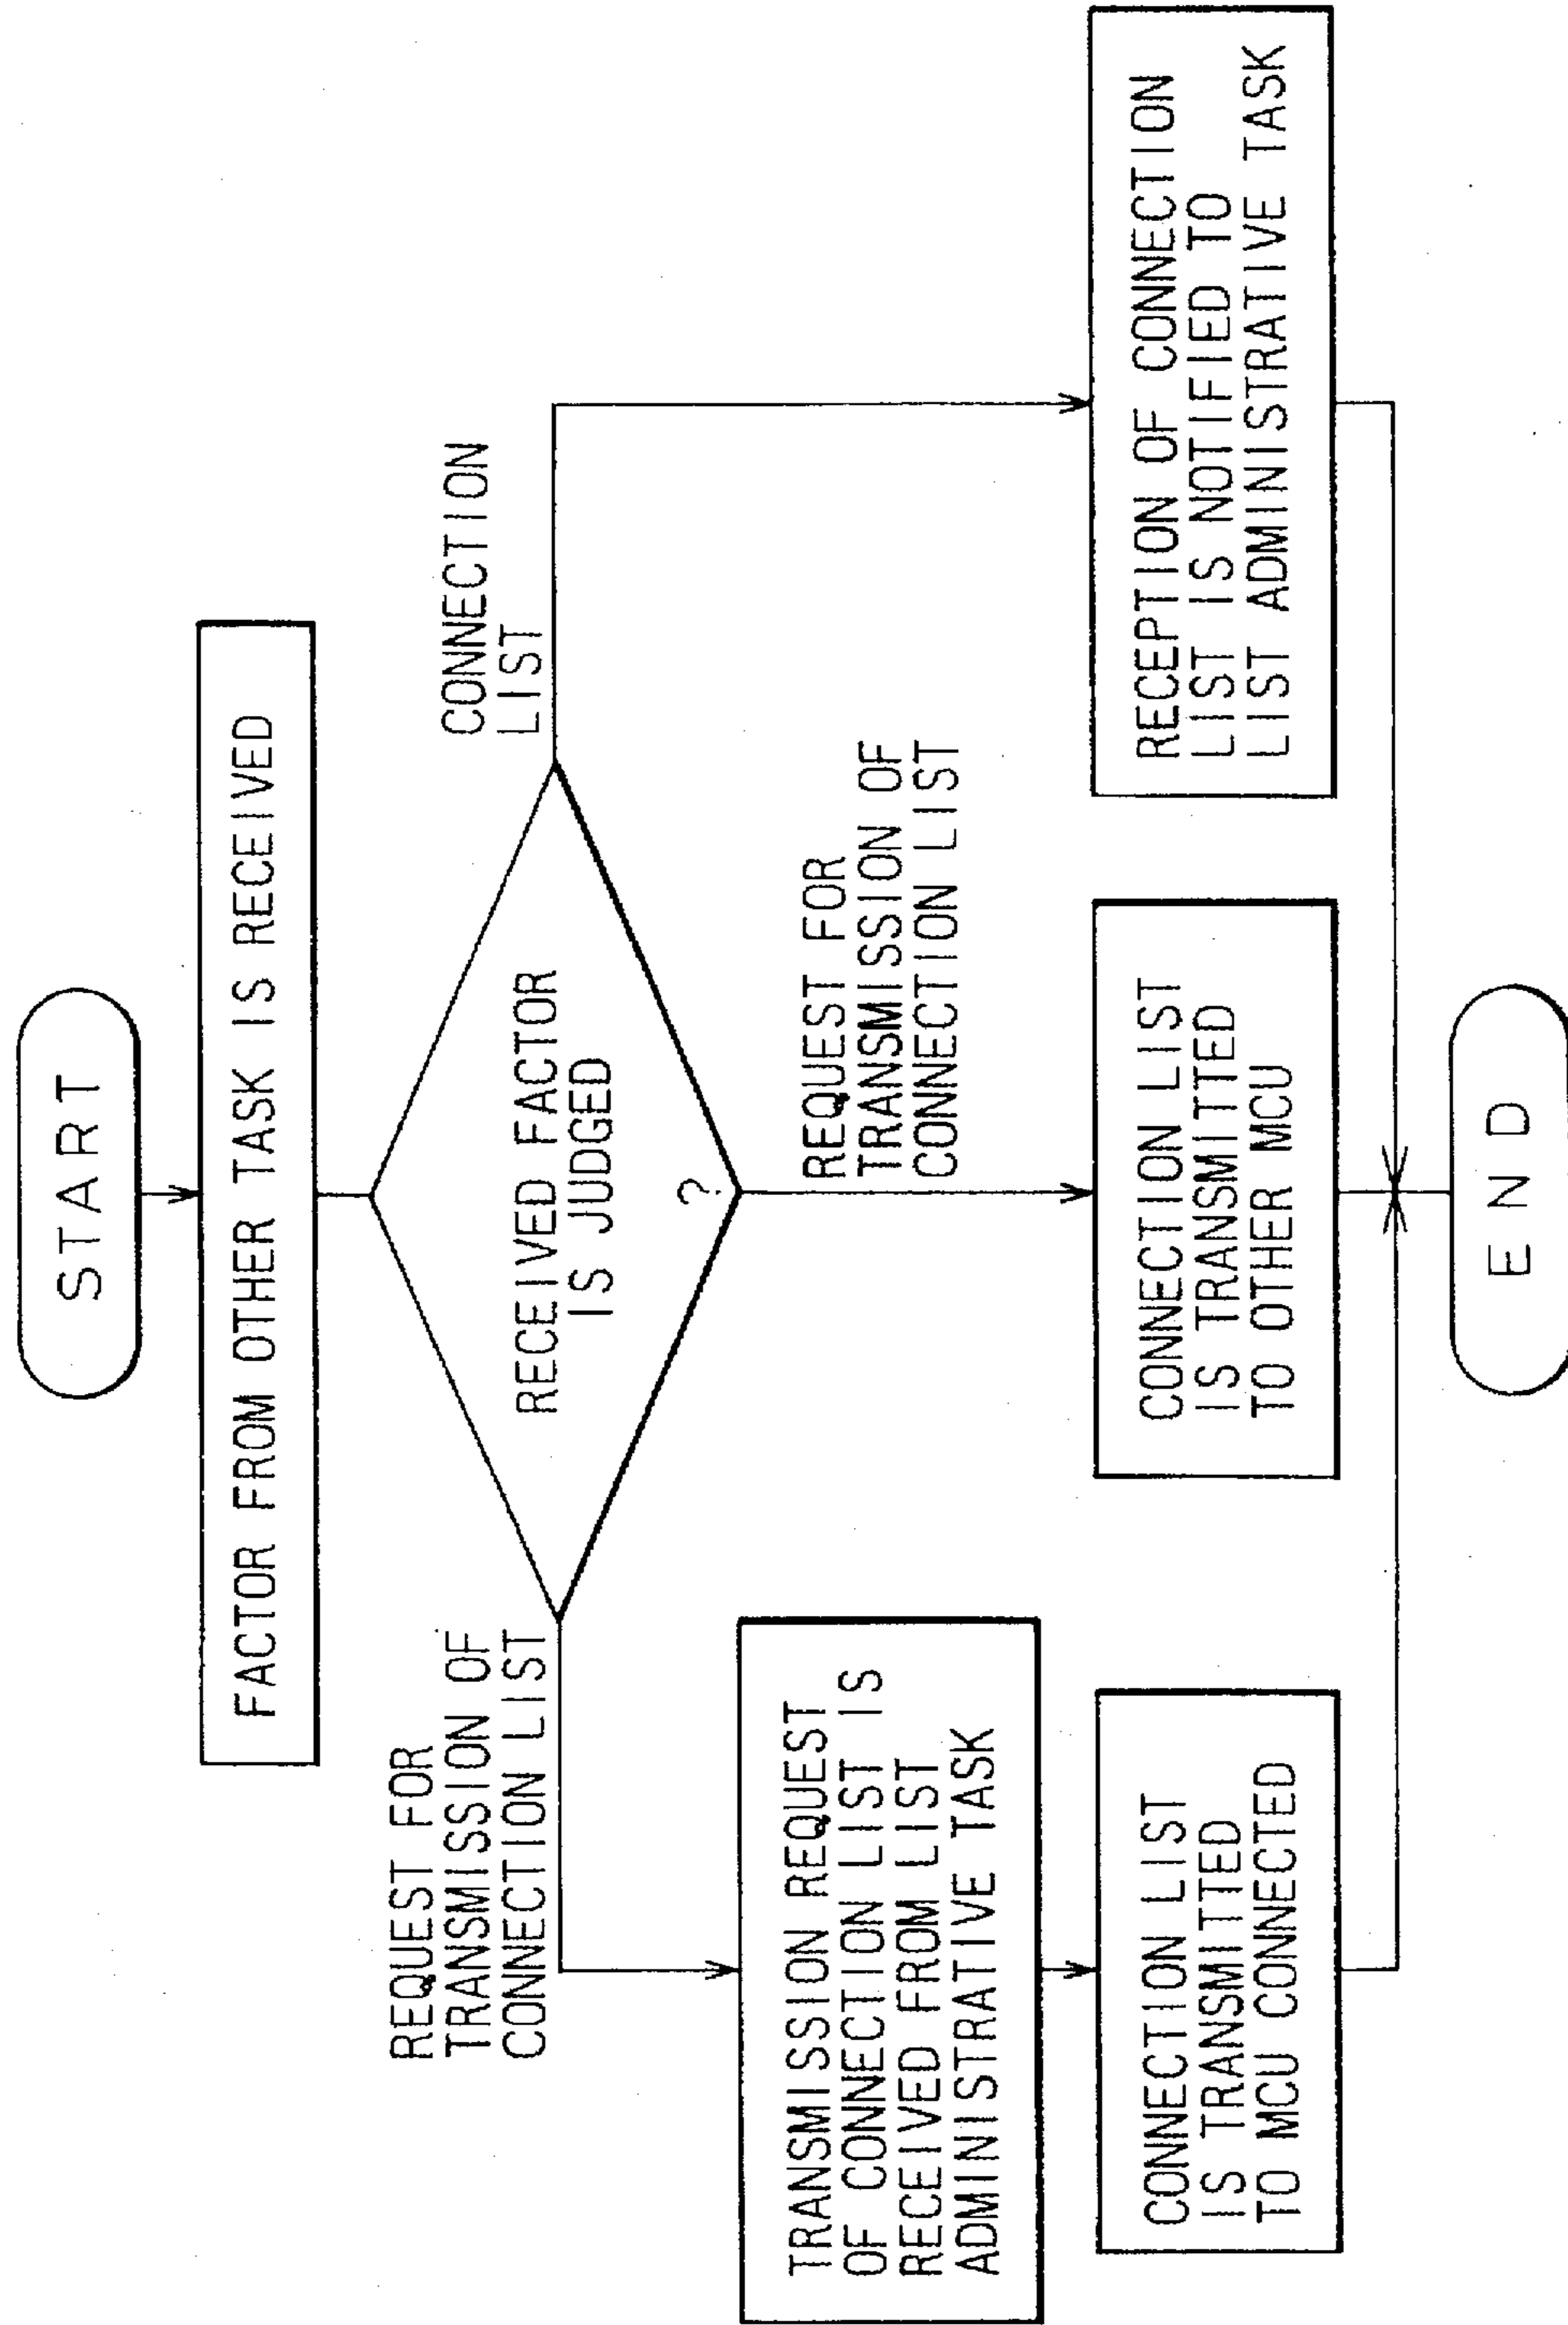 START
FACTOR FROM OTHER TASK IS RECEIVED
RECEIVED FACTOR
IS JUDGED
?
REQUEST FOR
TRANSMISSION OF
CONNECTION LIST
TRANSMISSION REQUEST
OF CONNECTION LIST IS
RECEIVED FROM LIST
ADMINISTRATIVE TASK
CONNECTION LIST
IS TRANSMITTED
TO MCU CONNECTED
REQUEST FOR
TRANSMISSION OF
CONNECTION LIST
CONNECTION LIST
IS TRANSMITTED
TO OTHER MCU
CONNECTION
LIST
RECEPTION OF CONNECTION
LIST IS NOTIFIED TO
LIST ADMINISTRATIVE TASK
END